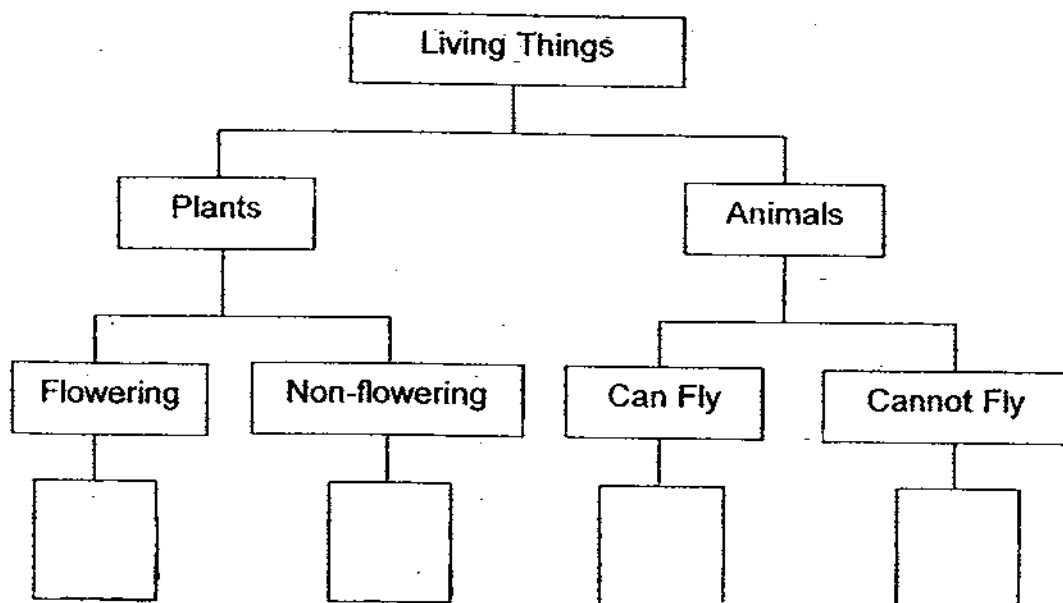 Living Things
Plants
Animals
Flowering
Non-flowering
Can Fly
Cannot Fly